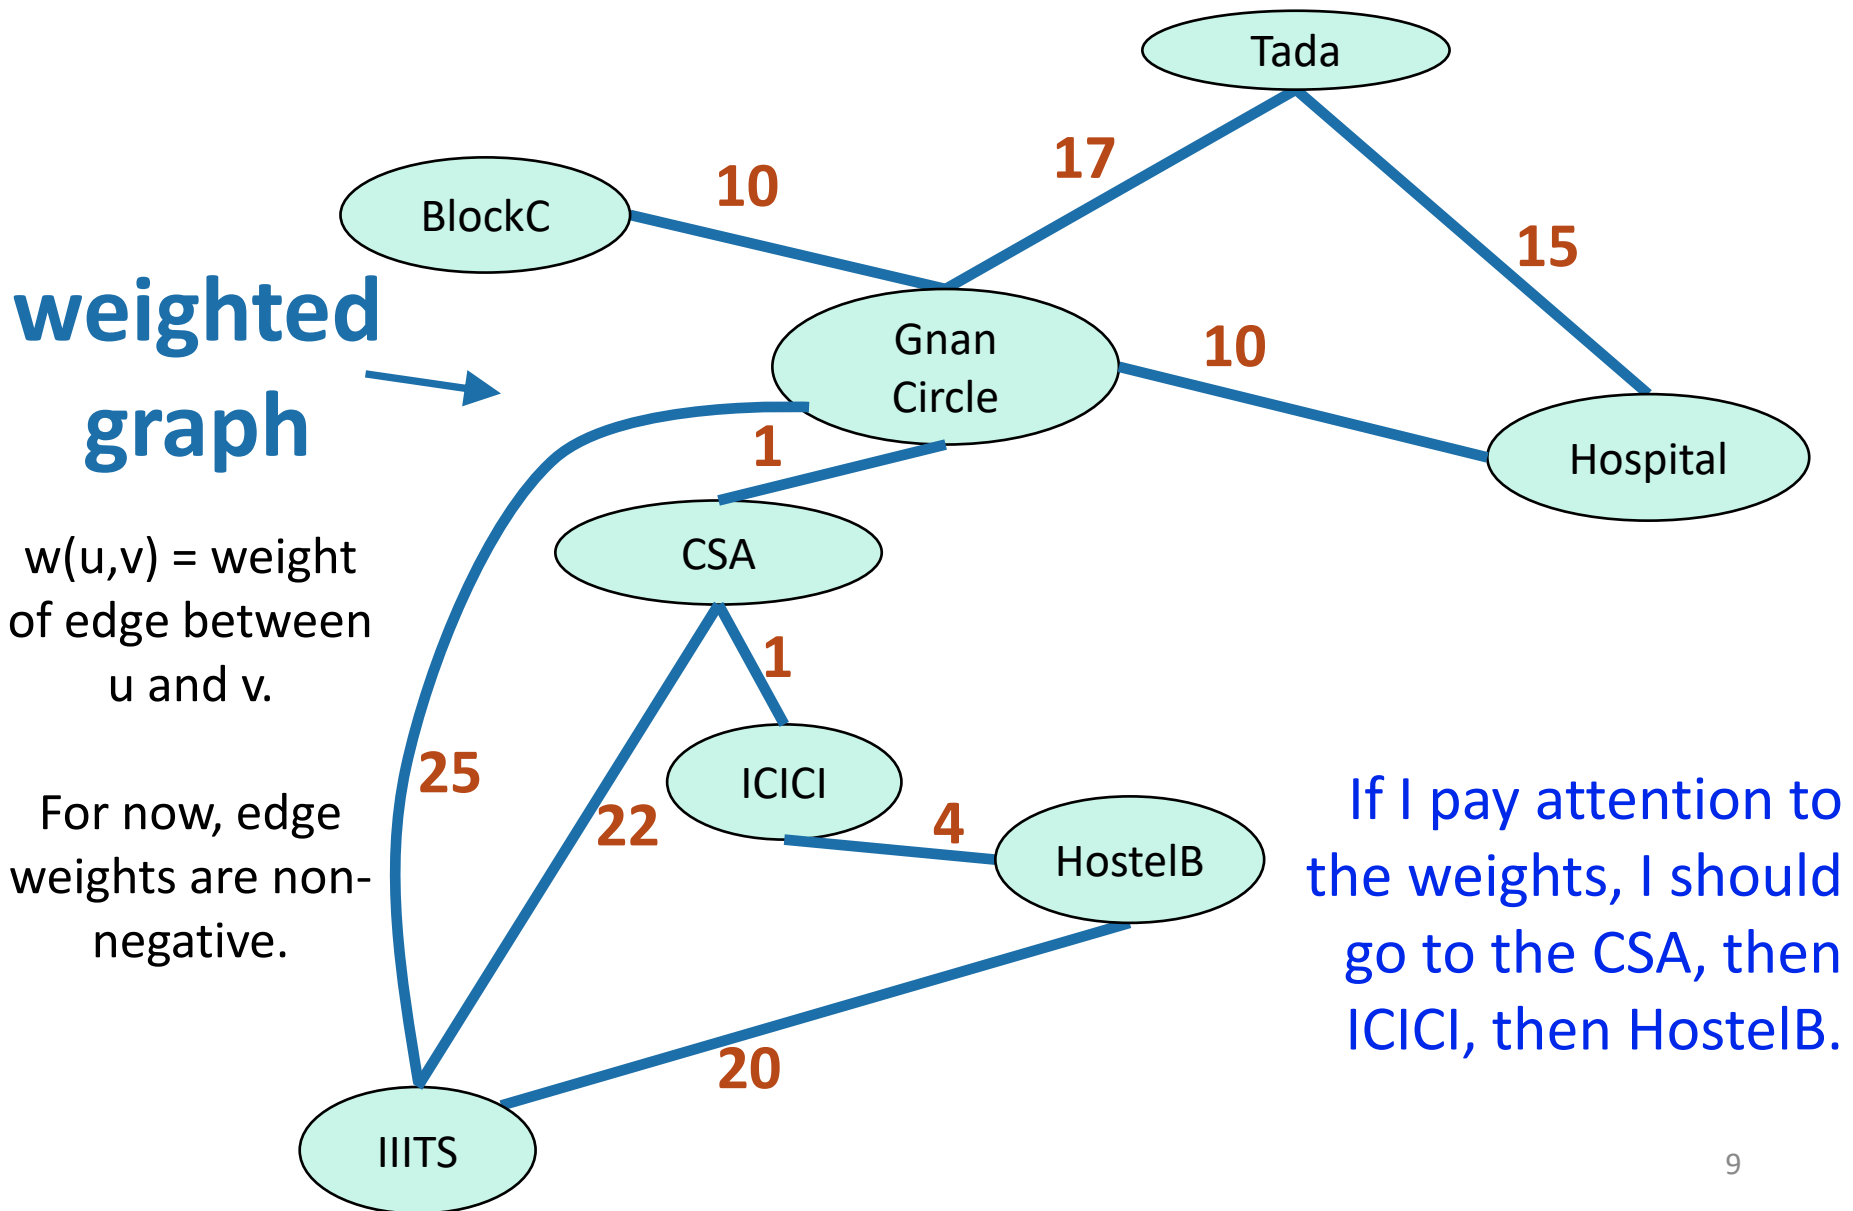 Tada
17
10
BlockC
15
weighted
graph
Gnan
Circle
10
1
Hospital
CSA
w(u,v) = weight
of edge between
u and v.
1
25
ICICI
22
4
HostelB
For now, edge
weights are non-
negative.
If I pay attention to
the weights, I should
go to the CSA, then
ICICI, then HostelB.
20
IIITS
9